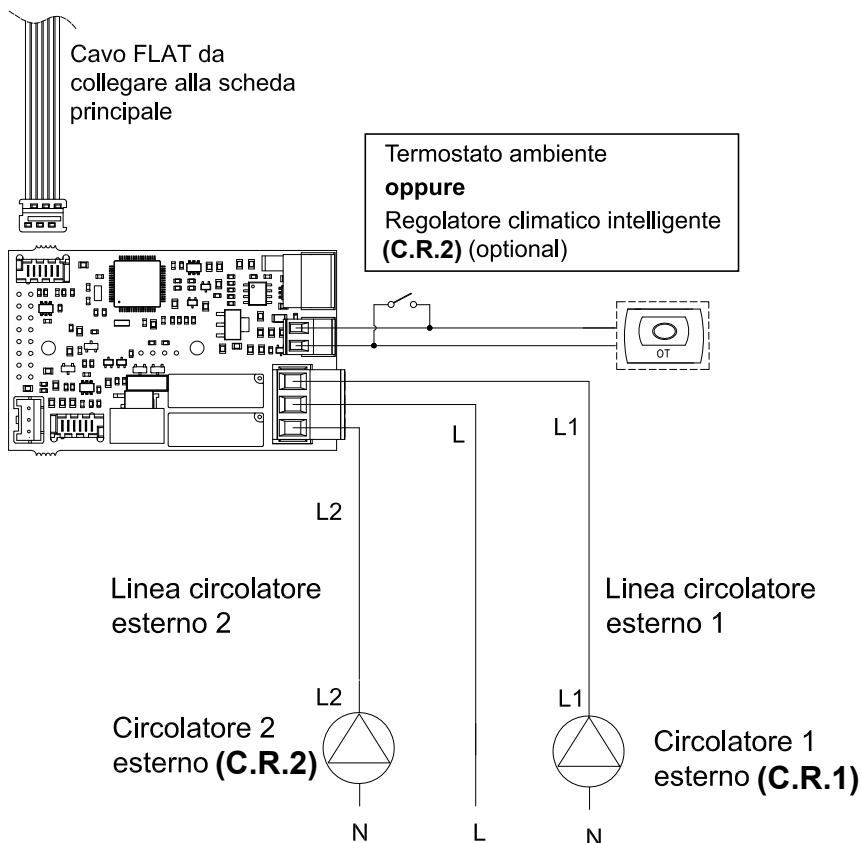 Cavo FLAT da
collegare alla scheda
principale
Termostato ambiente
oppure
Regolatore climatico intelligente
(C.R.2) (optional)
OT
L
L1
L2
Linea circolatore
esterno 2
Linea circolatore
esterno 1
L2
L1
Circolatore 2
esterno (C.R.2)
Circolatore 1
esterno (C.R.1)
N
L
N